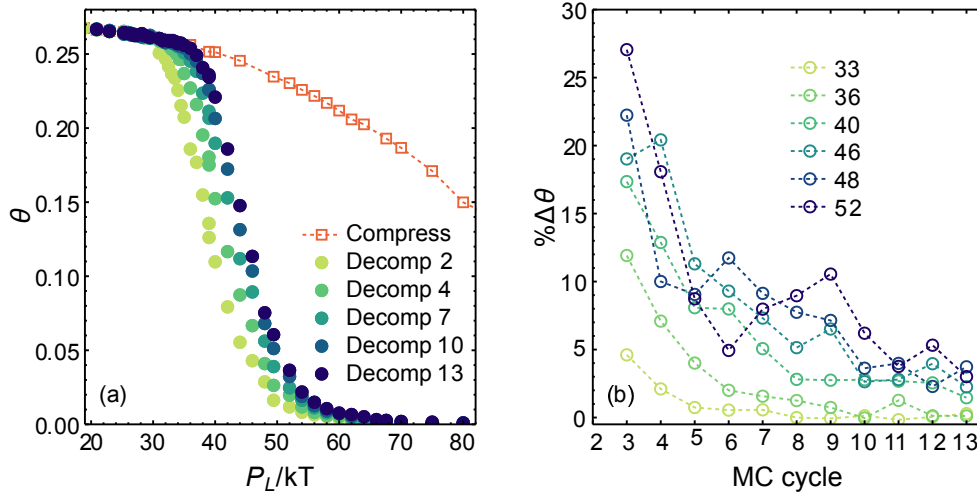 0.25
0.20
0.15
0.10
0.05
0.00
θ
Compress
Decomp 2
Decomp 4
Decomp 7
Decomp 10
Decomp 13
(a)
20 30 40 50 60 70 80
P_L/kT
30
25
20
15
10
5
0
%Δθ
33
36
40
46
48
52
(b)
2 3 4 5 6 7 8 9 10 11 12 13
MC cycle